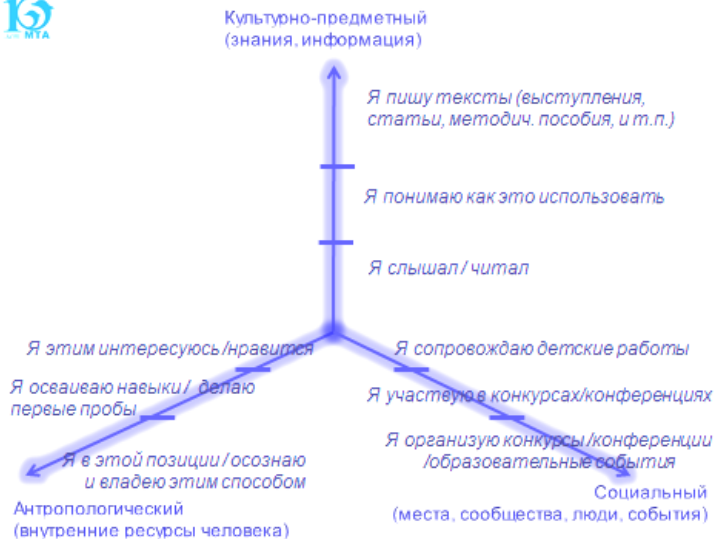 МТА
Культурно-предметный
(знания, информация)
Я пишу тексты (выступления,
статьи, методич. пособия, и т.п.)
Я понимаю как это использовать
Я слышал / читал
Я этим интересуюсь /нравится
Я сопровождаю детские работы
Я осваиваю навыки / делаю
первые пробы
Я участвую в конкурсах/конференциях
Я в этой позиции / осознаю
и владею этим способом
Я организую конкурсы /конференции
/образовательные события
Антропологический
(внутренние ресурсы человека)
Социальный
(места, сообщества, люди, события)